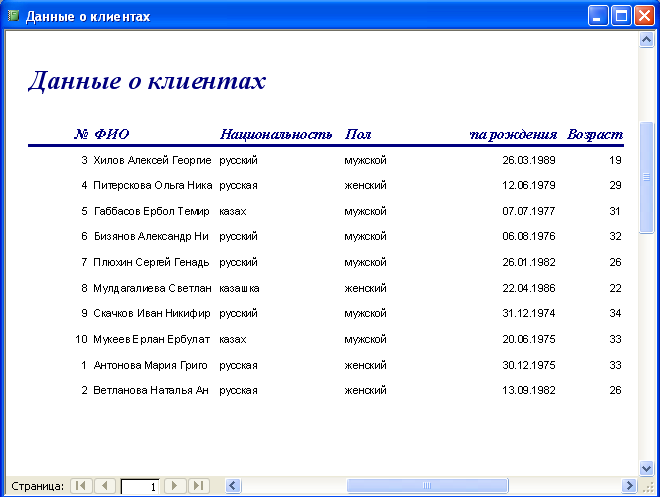 Данные о клиентах
Данные о клиентах
№ ФИО Национальность Пол та рождения Возраст
3 Хилов Алексей Георгие русский мужской 26.03.1989 19
4 Питерскова Ольга Ника русская женский 12.06.1979 29
5 Габбасов Ербол Темир казах мужской 07.07.1977 31
6 Бизянов Александр Ни русский мужской 06.08.1976 32
7 Плюхин Сергей Генадь русский мужской 26.01.1982 26
8 Мулдагалиева Светлан казашка женский 22.04.1986 22
9 Скачков Иван Никифир русский мужской 31.12.1974 34
10 Мукеев Ерлан Ербулат казах мужской 20.06.1975 33
1 Антонова Мария Григо русская женский 30.12.1975 33
2 Ветланова Наталья Ан русская женский 13.09.1982 26
Страница: 1